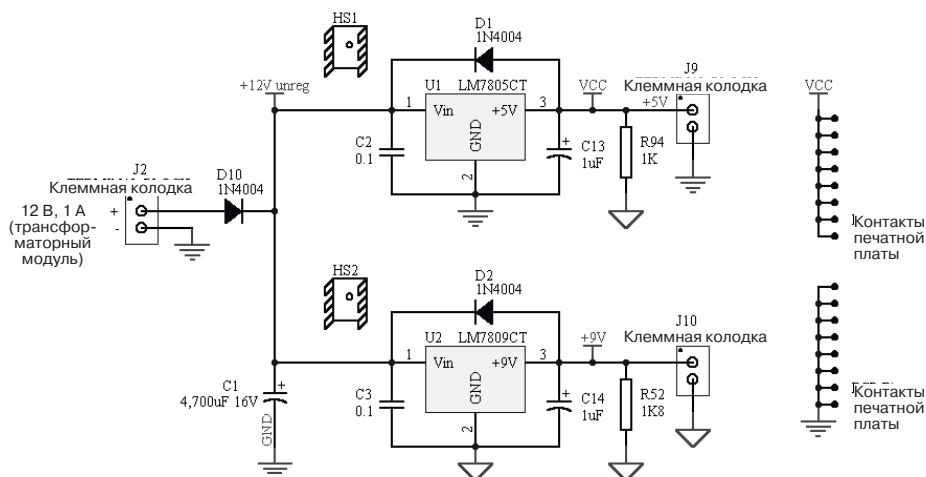 HS1
D1
1N4004
+12V unreg
U1 LM7805CT
VCC
J9
Клеммная колодка
VCC
1
Vin
+5V
3
+5V
GND
C2
0.1
C13
1uF
R94
1K
2
J2
Клеммная колодка
D10
1N4004
12 В, 1 А
(трансфор-
маторный
модуль)
+
-
Контакты
печатной
платы
HS2
D2
1N4004
U2 LM7809CT
+9V
J10
Клеммная колодка
1
Vin
+9V
3
GND
C1
4,700uF 16V
GND
C3
0.1
C14
1uF
R52
1K8
2
+
+
+
Контакты
печатной
платы